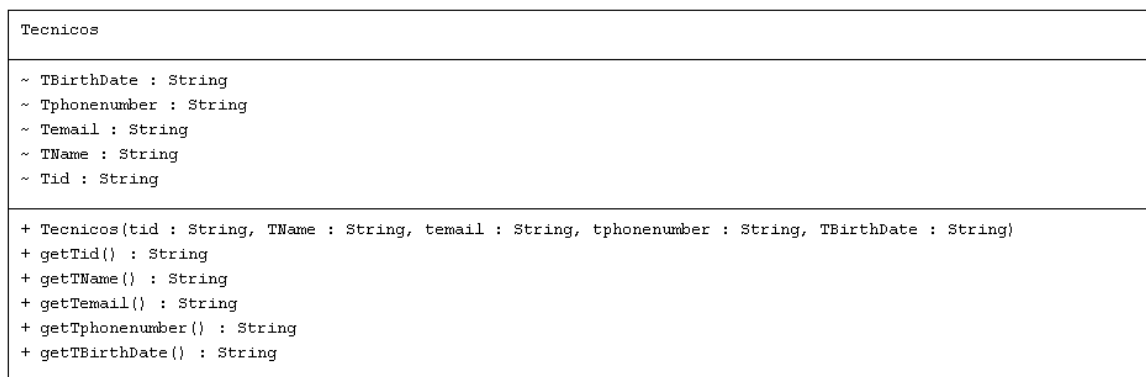 Tecnicos
~ TBirthDate : String
~ Tphonenumber : String
~ Temail : String
~ TName : String
~ Tid : String
+ Tecnicos(tid : String, TName : String, temail : String, tphonenumber : String, TBirthDate : String)
+ getTid() : String
+ getTName() : String
+ getTemail() : String
+ getTphonenumber() : String
+ getTBirthDate() : String